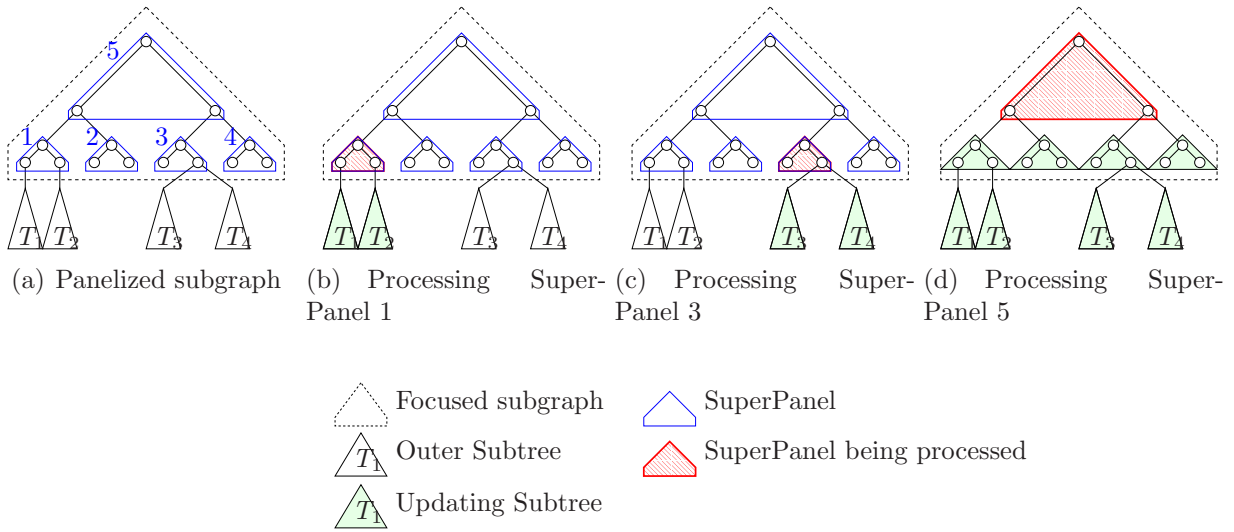 5
1 2 3 4
T1 T2 T3 T4 T1 T2 T3 T4 T1 T2 T3 T4 T1 T2 T3 T4
(a) Panelized subgraph
(b) Processing Super-
Panel 1
(c) Processing Super-
Panel 3
(d) Processing Super-
Panel 5
Focused subgraph
T1 Outer Subtree
T1 Updating Subtree
SuperPanel
SuperPanel being processed